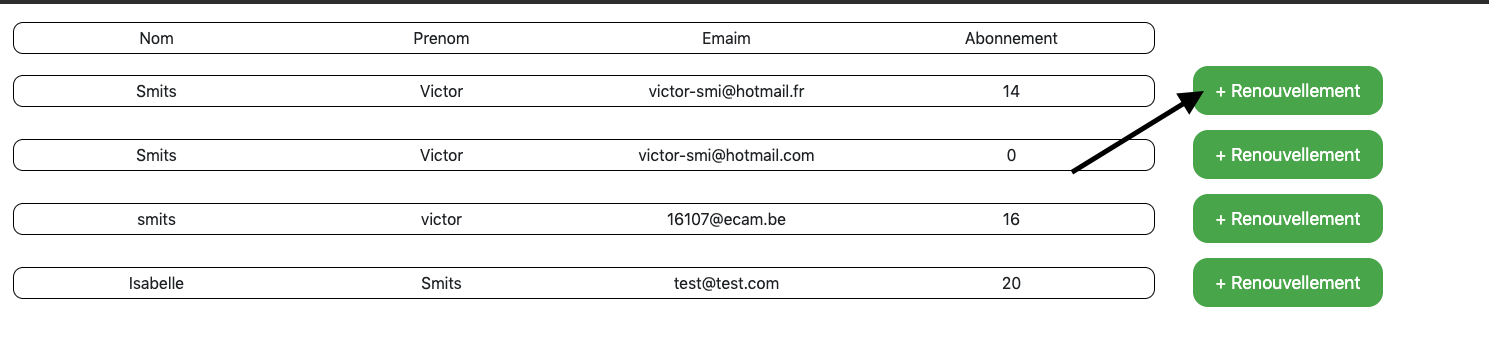 Nom Prenom Emaim Abonnement
Smits Victor victor-smi@hotmail.fr 14 + Renouvellement
Smits Victor victor-smi@hotmail.com 0 + Renouvellement
smits victor 16107@ecam.be 16 + Renouvellement
Isabelle Smits test@test.com 20 + Renouvellement